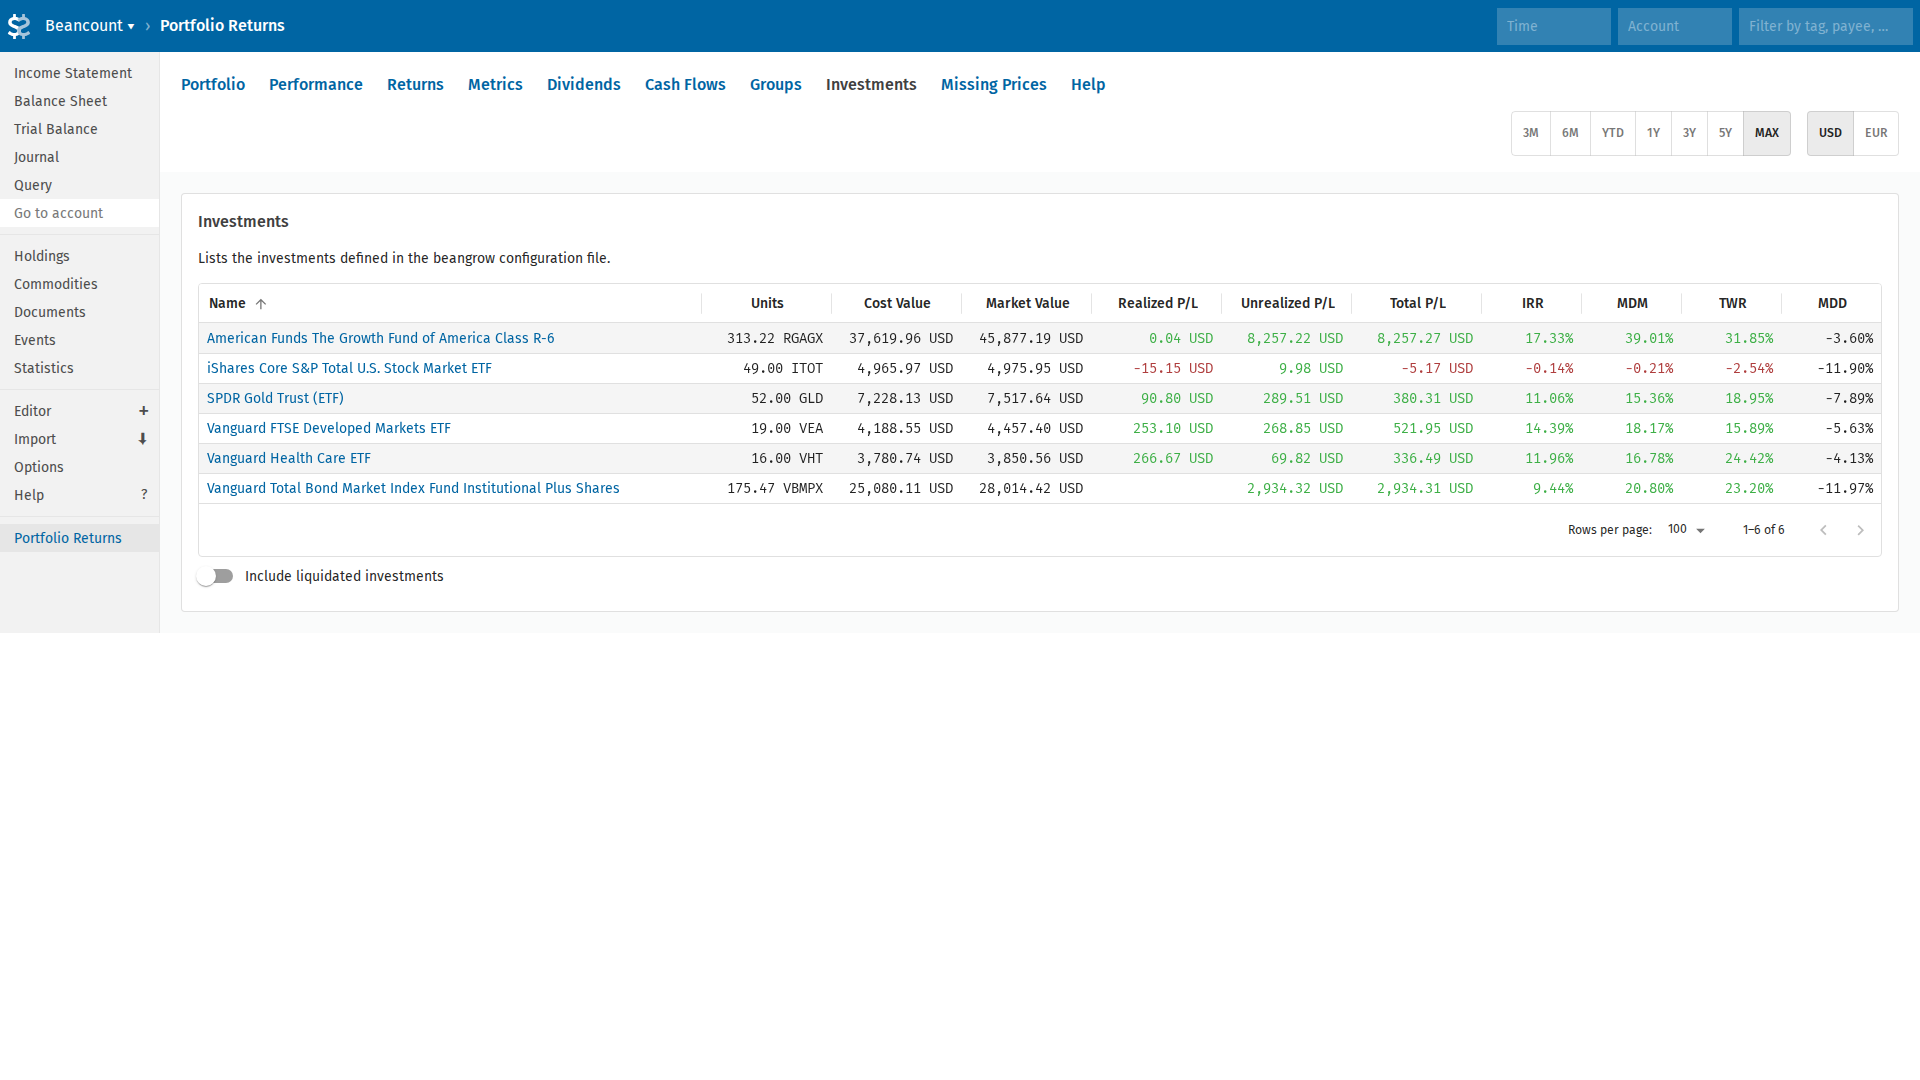 Beancount ▾ › Portfolio Returns
Time
Account
Filter by tag, payee, ...
Income Statement
Balance Sheet
Trial Balance
Journal
Query
Go to account
Holdings
Commodities
Documents
Events
Statistics
Editor +
Import ⬇
Options
Help ?
Portfolio Returns
Portfolio Performance Returns Metrics Dividends Cash Flows Groups Investments Missing Prices Help
3M 6M YTD 1Y 3Y 5Y MAX USD EUR
Investments
Lists the investments defined in the beangrow configuration file.
Name ↑ Units Cost Value Market Value Realized P/L Unrealized P/L Total P/L IRR MDM TWR MDD
American Funds The Growth Fund of America Class R-6 313.22 RGAGX 37,619.96 USD 45,877.19 USD 0.04 USD 8,257.22 USD 8,257.27 USD 17.33% 39.01% 31.85% -3.60%
iShares Core S&P Total U.S. Stock Market ETF 49.00 ITOT 4,965.97 USD 4,975.95 USD -15.15 USD 9.98 USD -5.17 USD -0.14% -0.21% -2.54% -11.90%
SPDR Gold Trust (ETF) 52.00 GLD 7,228.13 USD 7,517.64 USD 90.80 USD 289.51 USD 380.31 USD 11.06% 15.36% 18.95% -7.89%
Vanguard FTSE Developed Markets ETF 19.00 VEA 4,188.55 USD 4,457.40 USD 253.10 USD 268.85 USD 521.95 USD 14.39% 18.17% 15.89% -5.63%
Vanguard Health Care ETF 16.00 VHT 3,780.74 USD 3,850.56 USD 266.67 USD 69.82 USD 336.49 USD 11.96% 16.78% 24.42% -4.13%
Vanguard Total Bond Market Index Fund Institutional Plus Shares 175.47 VBMPX 25,080.11 USD 28,014.42 USD 2,934.32 USD 2,934.31 USD 9.44% 20.80% 23.20% -11.97%
Rows per page: 100 1–6 of 6
Include liquidated investments